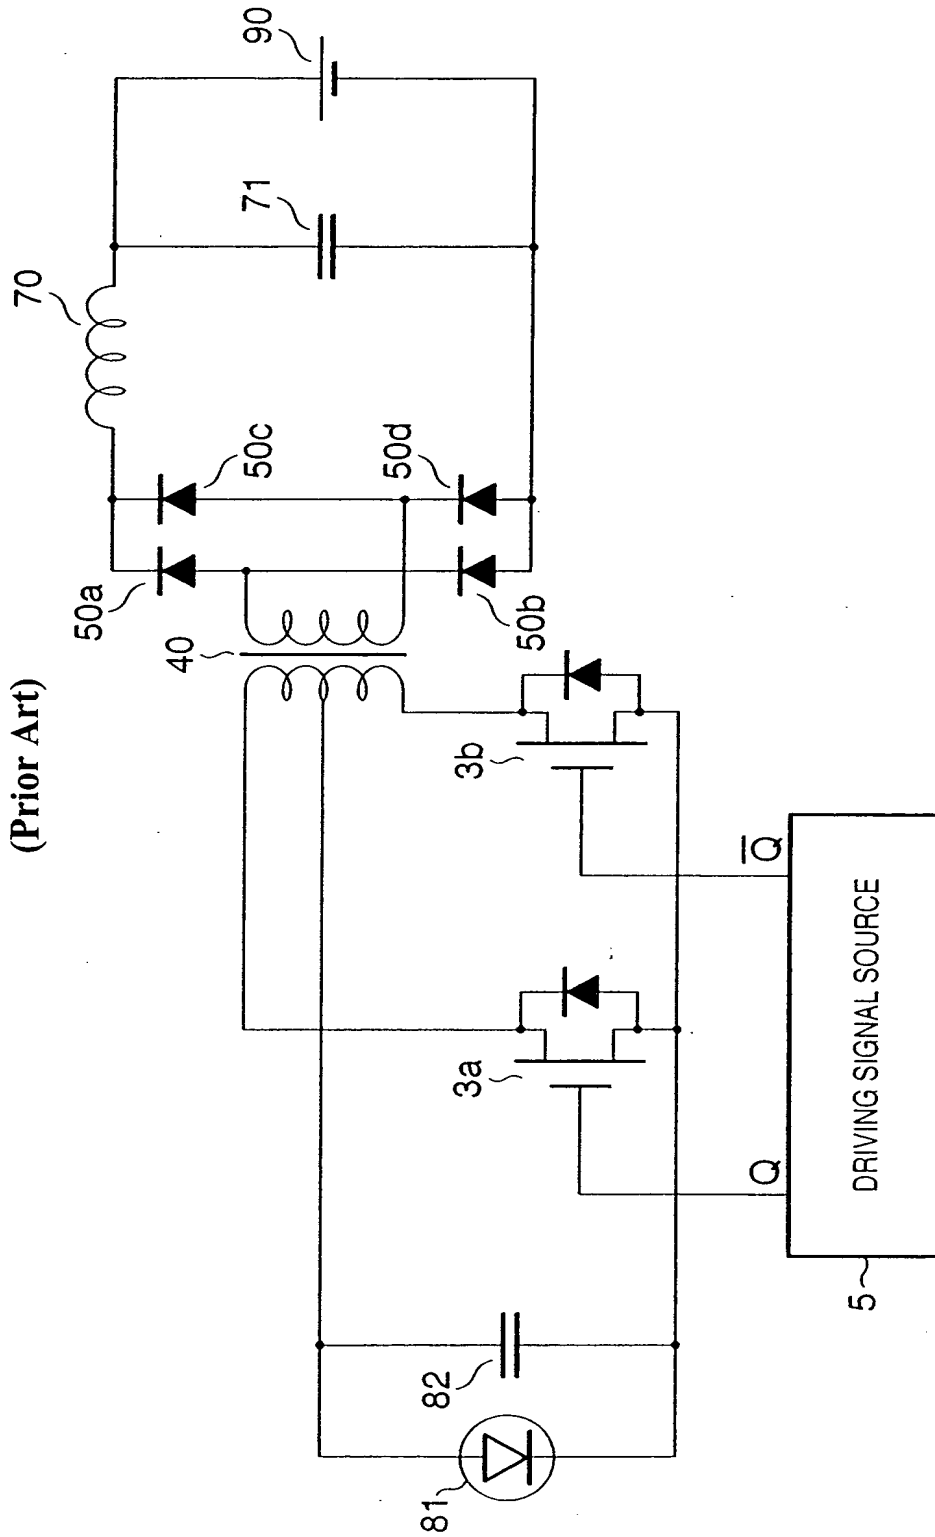 (Prior Art)
90
71
70
50c
50d
50a
50b
40
3b
3a
Q
Q̅
DRIVING SIGNAL SOURCE
5
82
81